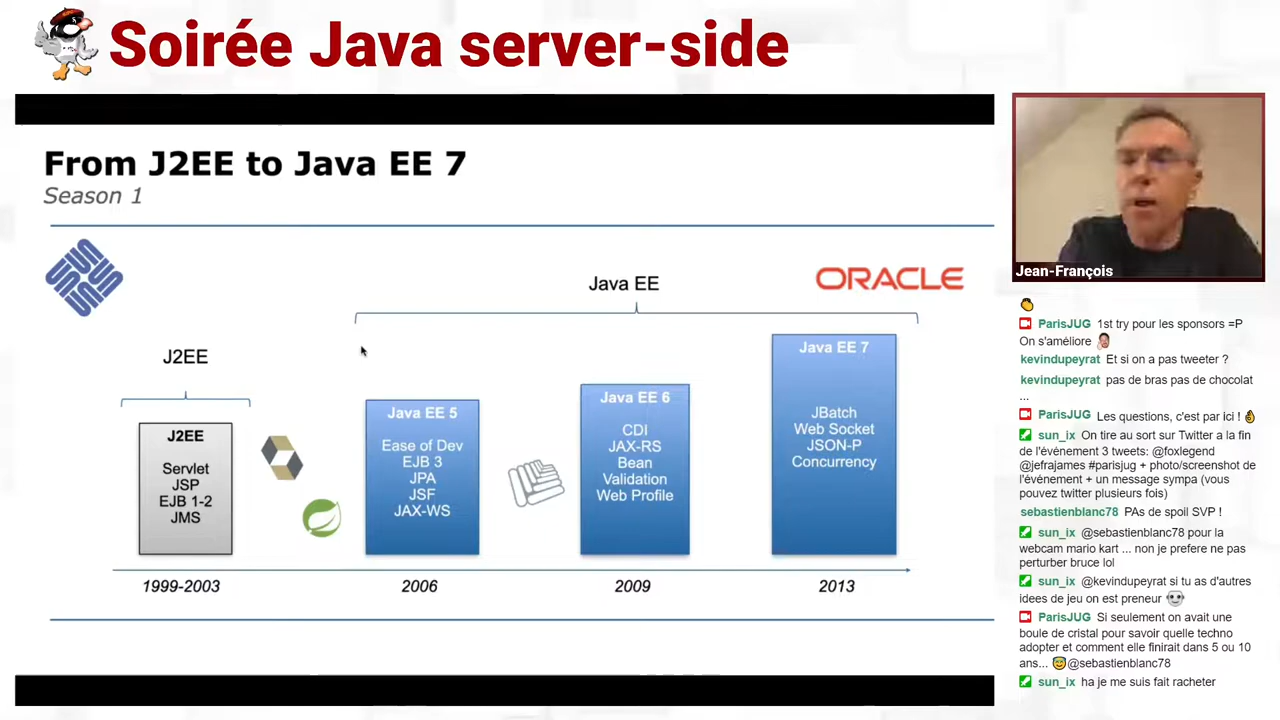 Soirée Java server-side
From J2EE to Java EE 7
Season 1
ORACLE
Java EE
J2EE
J2EE
Servlet
JSP
EJB 1-2
JMS
Java EE 5
Ease of Dev
EJB 3
JPA
JSF
JAX-WS
Java EE 6
CDI
JAX-RS
Bean
Validation
Web Profile
Java EE 7
JBatch
Web Socket
JSON-P
Concurrency
1999-2003
2006
2009
2013
Jean-François
ParisJUG 1st try pour les sponsors =P
On s'améliore
kevindupeyrat Et si on a pas tweeter ?
kevindupeyrat pas de bras pas de chocolat
...
ParisJUG Les questions, c'est par ici !
sun_ix On tire au sort sur Twitter a la fin
de l'événement 3 tweets: @foxlegend
@jefrajames #parisjug + photo/screenshot de
l'événement + un message sympa (vous
pouvez twitter plusieurs fois)
sebastienblanc78 PAs de spoil SVP !
sun_ix @sebastienblanc78 pour la
webcam mario kart ... non je prefere ne pas
perturber bruce lol
sun_ix @kevindupeyrat si tu as d'autres
idees de jeu on est preneur
ParisJUG Si seulement on avait une
boule de cristal pour savoir quelle techno
adopter et comment elle finirait dans 5 ou 10
ans... @sebastienblanc78
sun_ix ha je me suis fait racheter